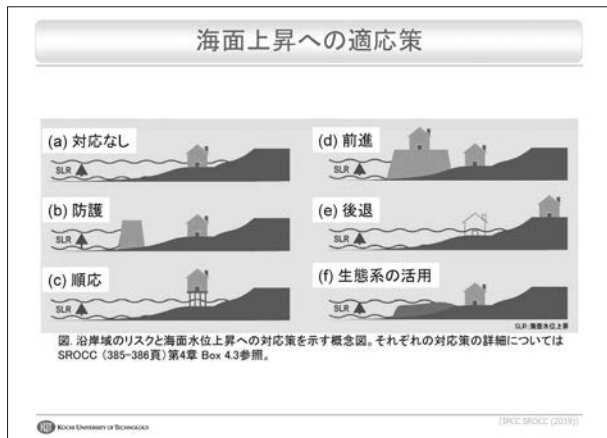 海面上昇への適応策
(a) 対応なし
SLR
(b) 防護
SLR
(c) 順応
SLR
(d) 前進
SLR
(e) 後退
SLR
(f) 生態系の活用
SLR
SLR:海面水位上昇
図. 沿岸域のリスクと海面水位上昇への対応策を示す概念図。それぞれの対応策の詳細については
SROCC (385-386頁)第4章 Box 4.3参照。
KOCHI UNIVERSITY OF TECHNOLOGY
(IPCC SROCC (2019))